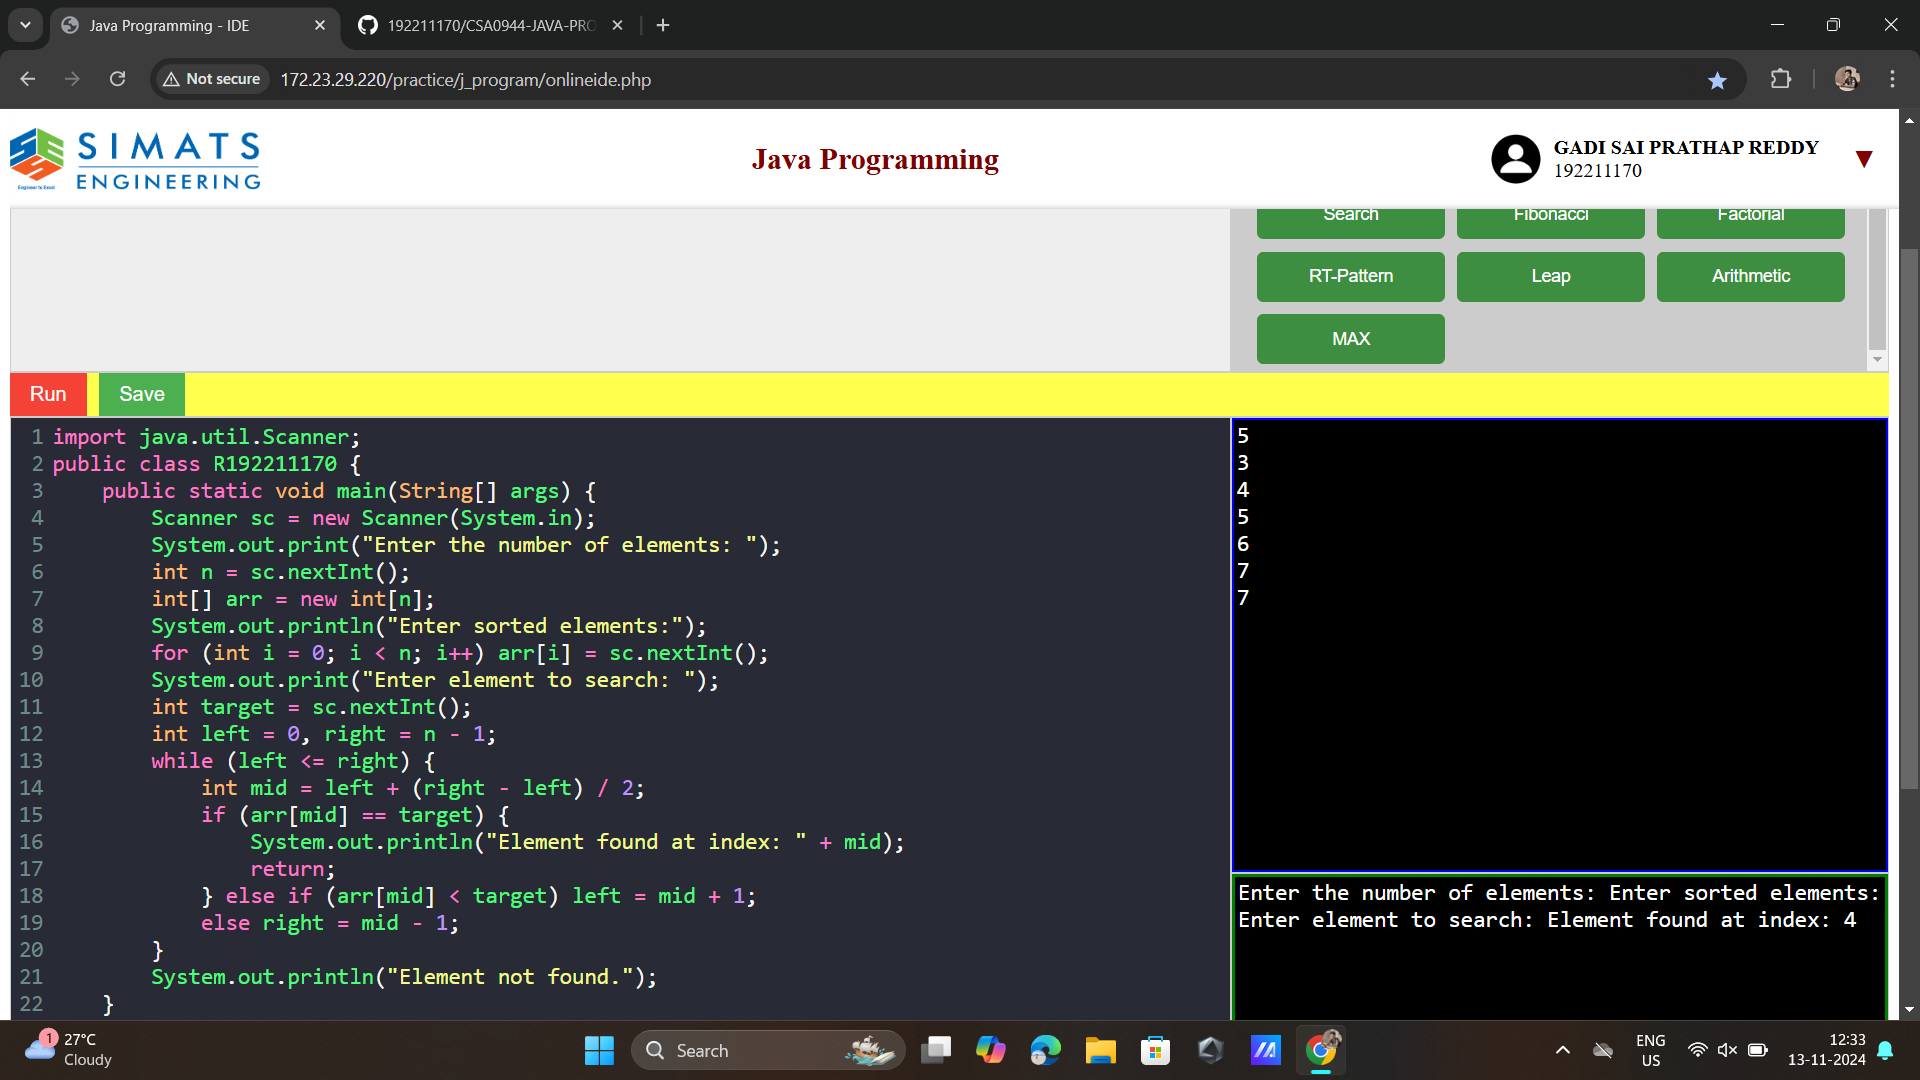 Java Programming - IDE
192211170/CSA0944-JAVA-PRO
Not secure
172.23.29.220/practice/j_program/onlineide.php
SIMATS
ENGINEERING
Engineer to Excel
Java Programming
GADI SAI PRATHAP REDDY
192211170
Search
Fibonacci
Factorial
RT-Pattern
Leap
Arithmetic
MAX
Run
Save
1 import java.util.Scanner;
2 public class R192211170 {
3     public static void main(String[] args) {
4         Scanner sc = new Scanner(System.in);
5         System.out.print("Enter the number of elements: ");
6         int n = sc.nextInt();
7         int[] arr = new int[n];
8         System.out.println("Enter sorted elements:");
9         for (int i = 0; i < n; i++) arr[i] = sc.nextInt();
10         System.out.print("Enter element to search: ");
11         int target = sc.nextInt();
12         int left = 0, right = n - 1;
13         while (left <= right) {
14             int mid = left + (right - left) / 2;
15             if (arr[mid] == target) {
16                 System.out.println("Element found at index: " + mid);
17                 return;
18             } else if (arr[mid] < target) left = mid + 1;
19             else right = mid - 1;
20         }
21         System.out.println("Element not found.");
22     }
5
3
4
5
6
7
7
Enter the number of elements: Enter sorted elements:
Enter element to search: Element found at index: 4
1
27°C
Cloudy
Search
ENG
US
12:33
13-11-2024